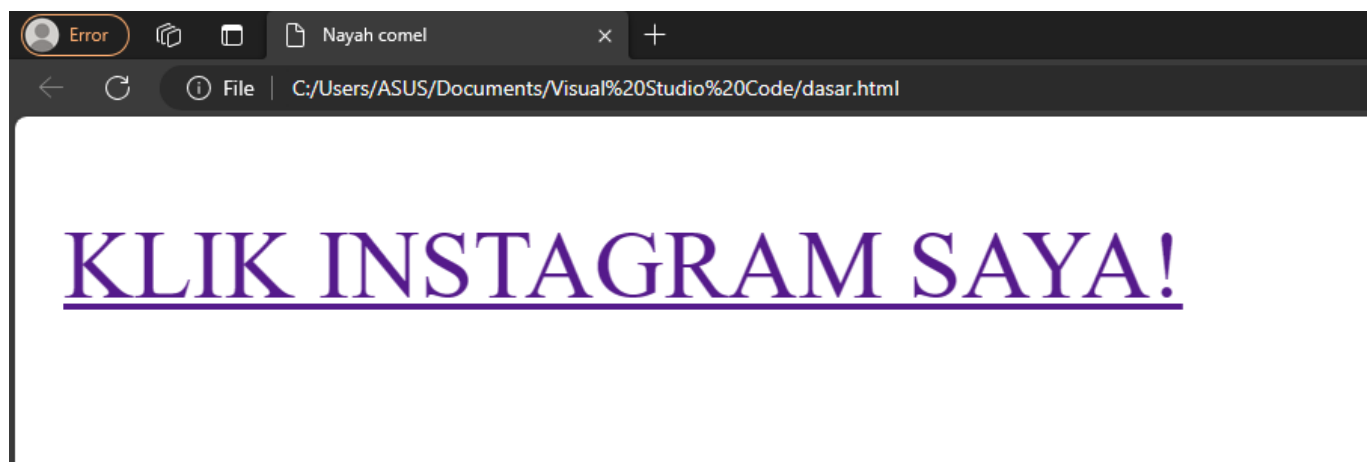 Error
Nayah comel
File
C:/Users/ASUS/Documents/Visual%20Studio%20Code/dasar.html
KLIK INSTAGRAM SAYA!